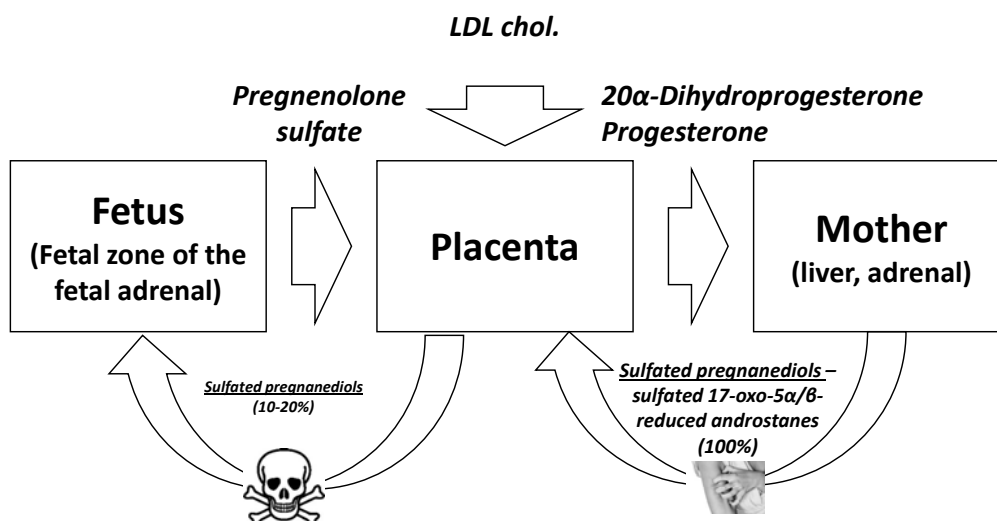 LDL chol.
Pregnenolone
sulfate
20α-Dihydroprogesterone
Progesterone
Fetus
(Fetal zone of the
fetal adrenal)
Placenta
Mother
(liver, adrenal)
Sulfated pregnanediols
(10-20%)
Sulfated pregnanediols –
sulfated 17-oxo-5α/β-
reduced androstanes
(100%)